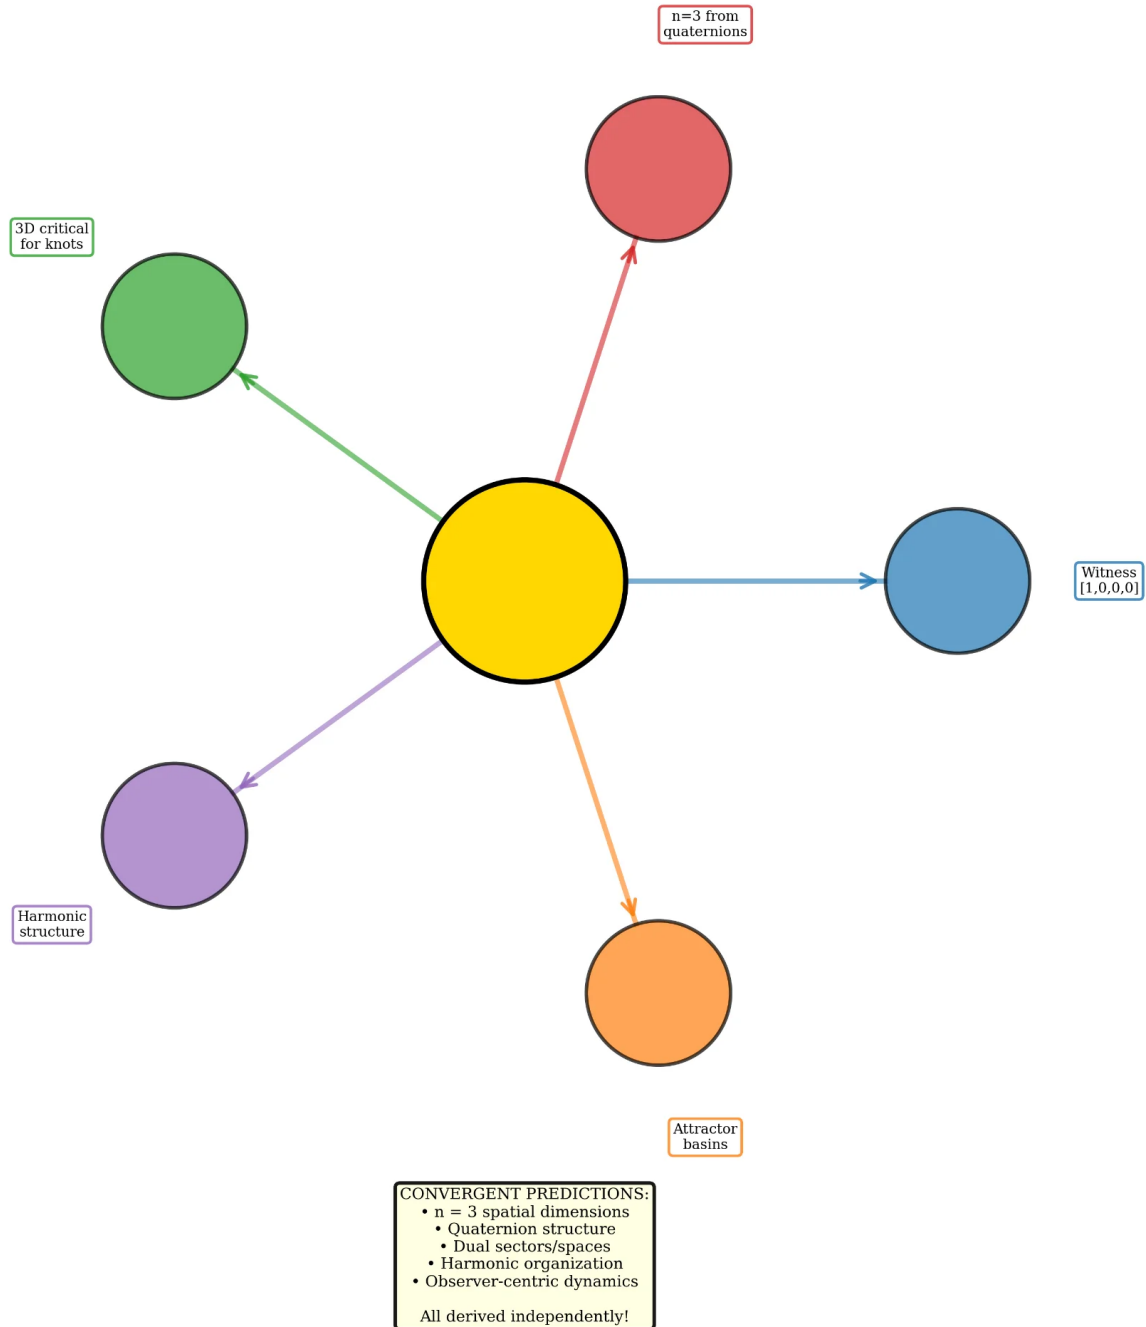 n=3 from
quaternions
3D critical
for knots
Witness
[1,0,0,0]
Harmonic
structure
Attractor
basins
CONVERGENT PREDICTIONS:
• n = 3 spatial dimensions
• Quaternion structure
• Dual sectors/spaces
• Harmonic organization
• Observer-centric dynamics
All derived independently!